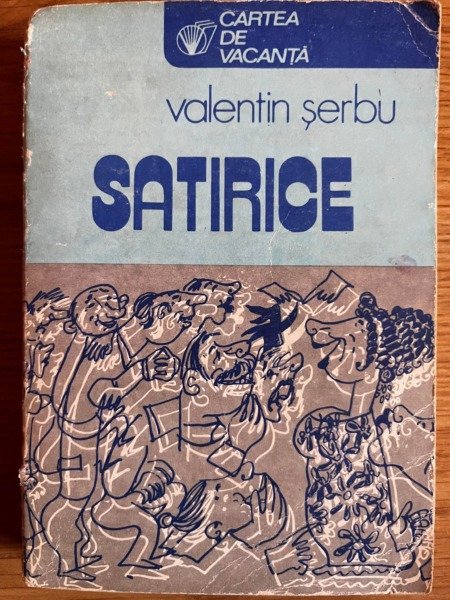 CARTEA
DE
VACANȚĂ
valentin șerbu
SATIRICE